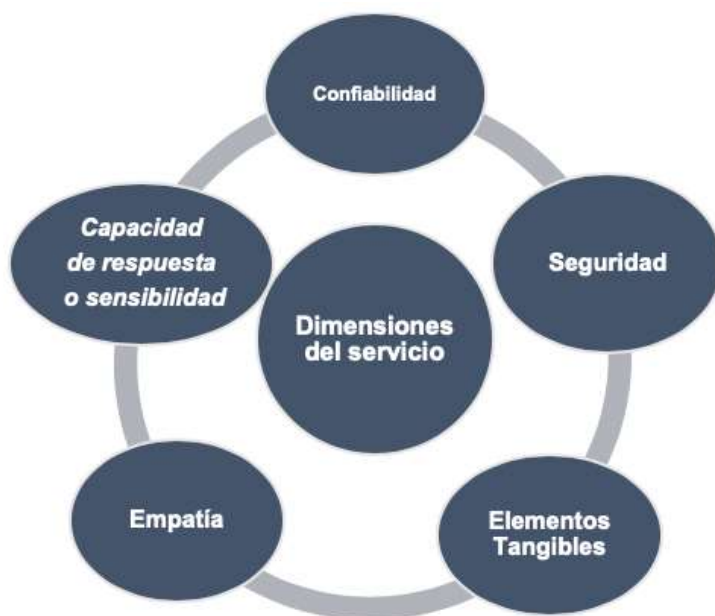 Confiabilidad
Seguridad
Elementos
Tangibles
Empatía
Capacidad
de respuesta
o sensibilidad
Dimensiones
del servicio